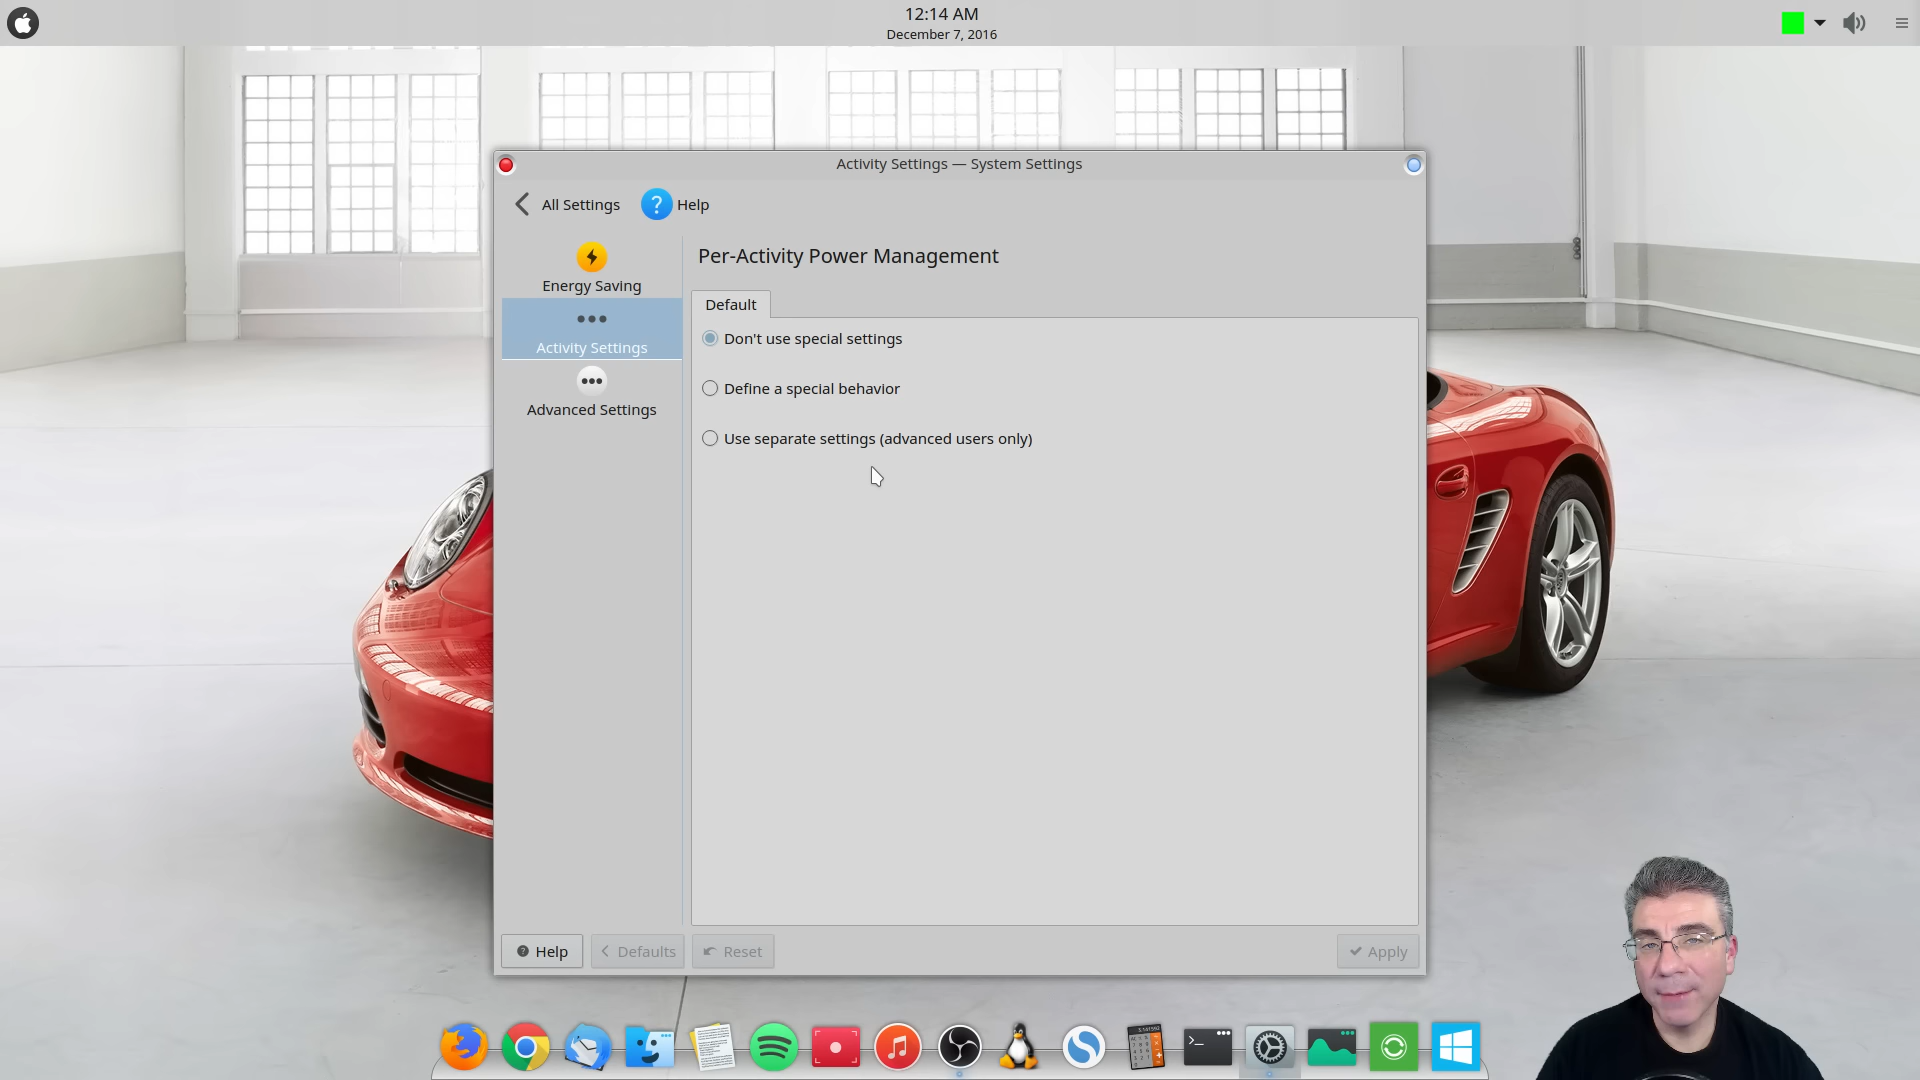 12:14 AM
December 7, 2016
Activity Settings — System Settings
All Settings
? Help
Energy Saving
Activity Settings
Advanced Settings
Per-Activity Power Management
Default
Don't use special settings
Define a special behavior
Use separate settings (advanced users only)
Help
Defaults
Reset
Apply